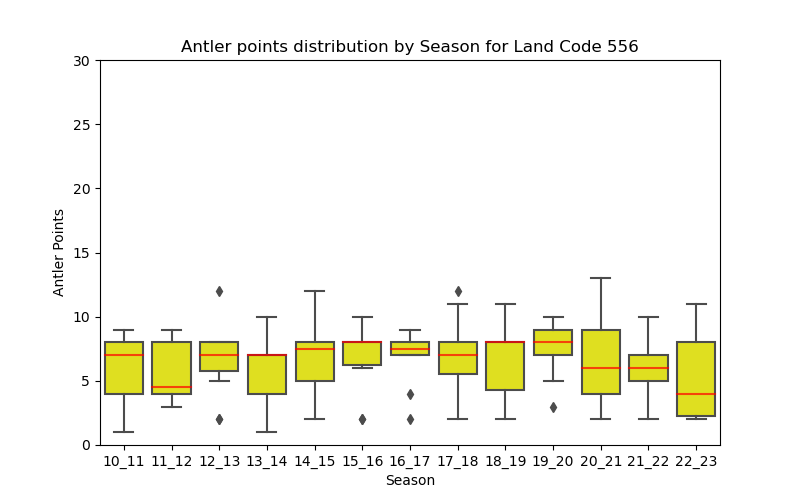 Antler points distribution by Season for Land Code 556
30
25
20
15
10
5
0
Antler Points
10_11 11_12 12_13 13_14 14_15 15_16 16_17 17_18 18_19 19_20 20_21 21_22 22_23
Season